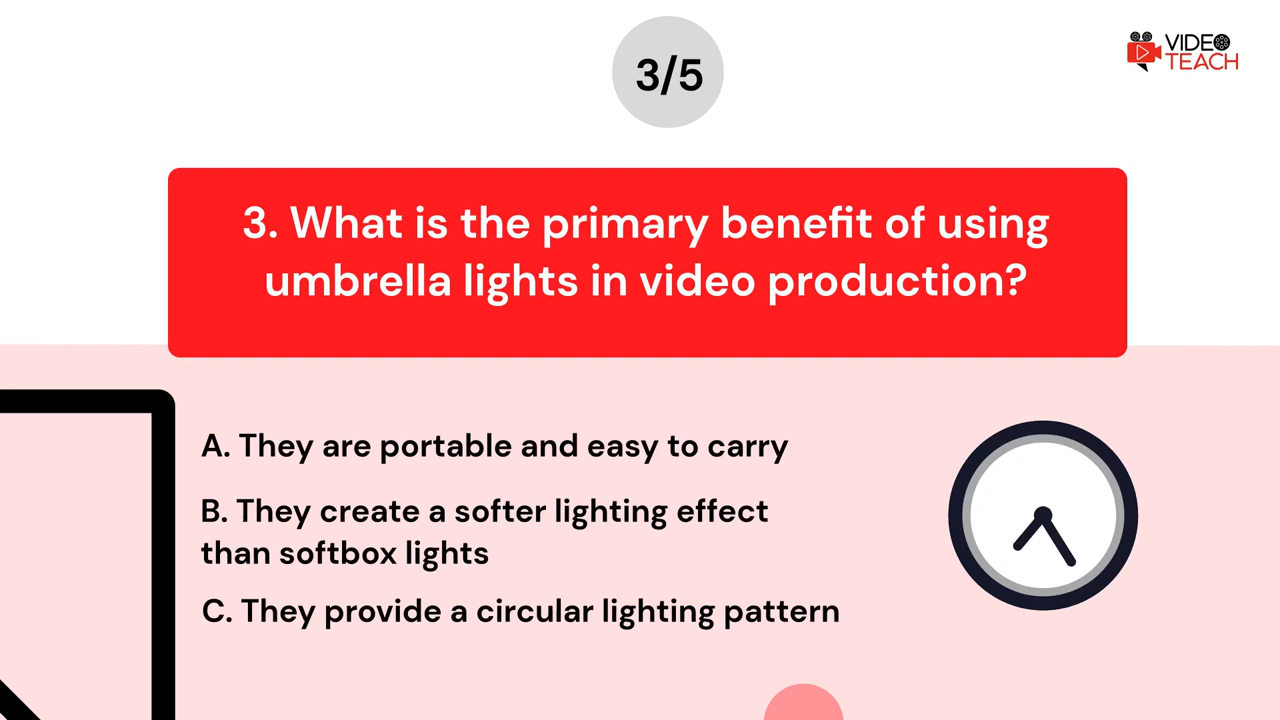 3/5
VIDEO
TEACH
3. What is the primary benefit of using
umbrella lights in video production?
A. They are portable and easy to carry
B. They create a softer lighting effect
than softbox lights
C. They provide a circular lighting pattern